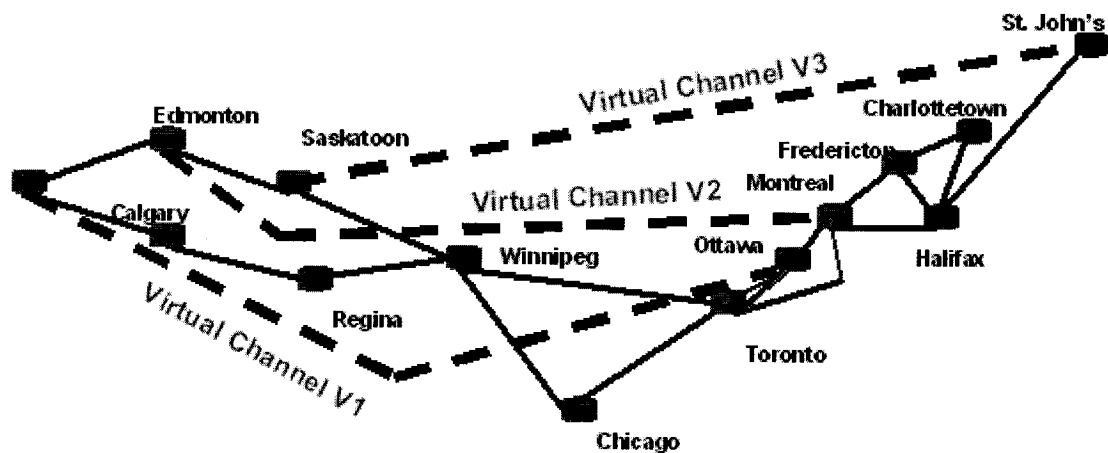 St. John's
Virtual Channel V3
Charlottetown
Edmonton
Saskatoon
Fredericton
Montreal
Virtual Channel V2
Calgary
Ottawa
Winnipeg
Halifax
Virtual Channel V1
Regina
Toronto
Chicago